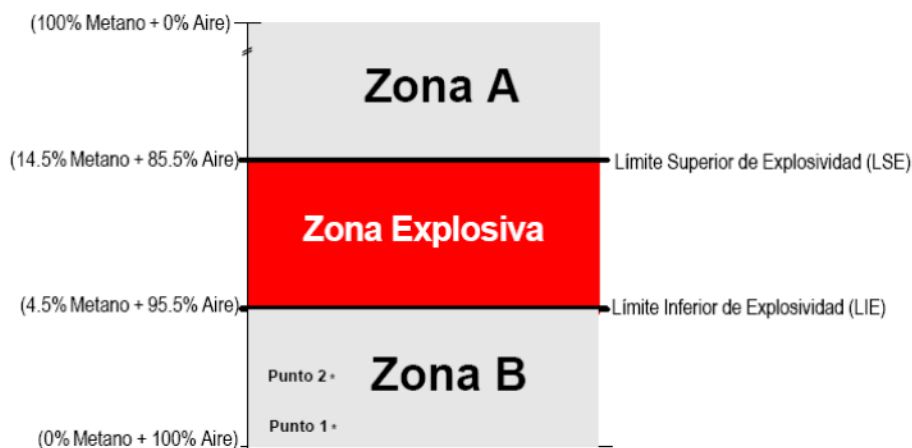 (100% Metano + 0% Aire)
Zona A
(14.5% Metano + 85.5% Aire)
Límite Superior de Explosividad (LSE)
Zona Explosiva
(4.5% Metano + 95.5% Aire)
Límite Inferior de Explosividad (LIE)
Punto 2 *
Zona B
Punto 1 *
(0% Metano + 100% Aire)